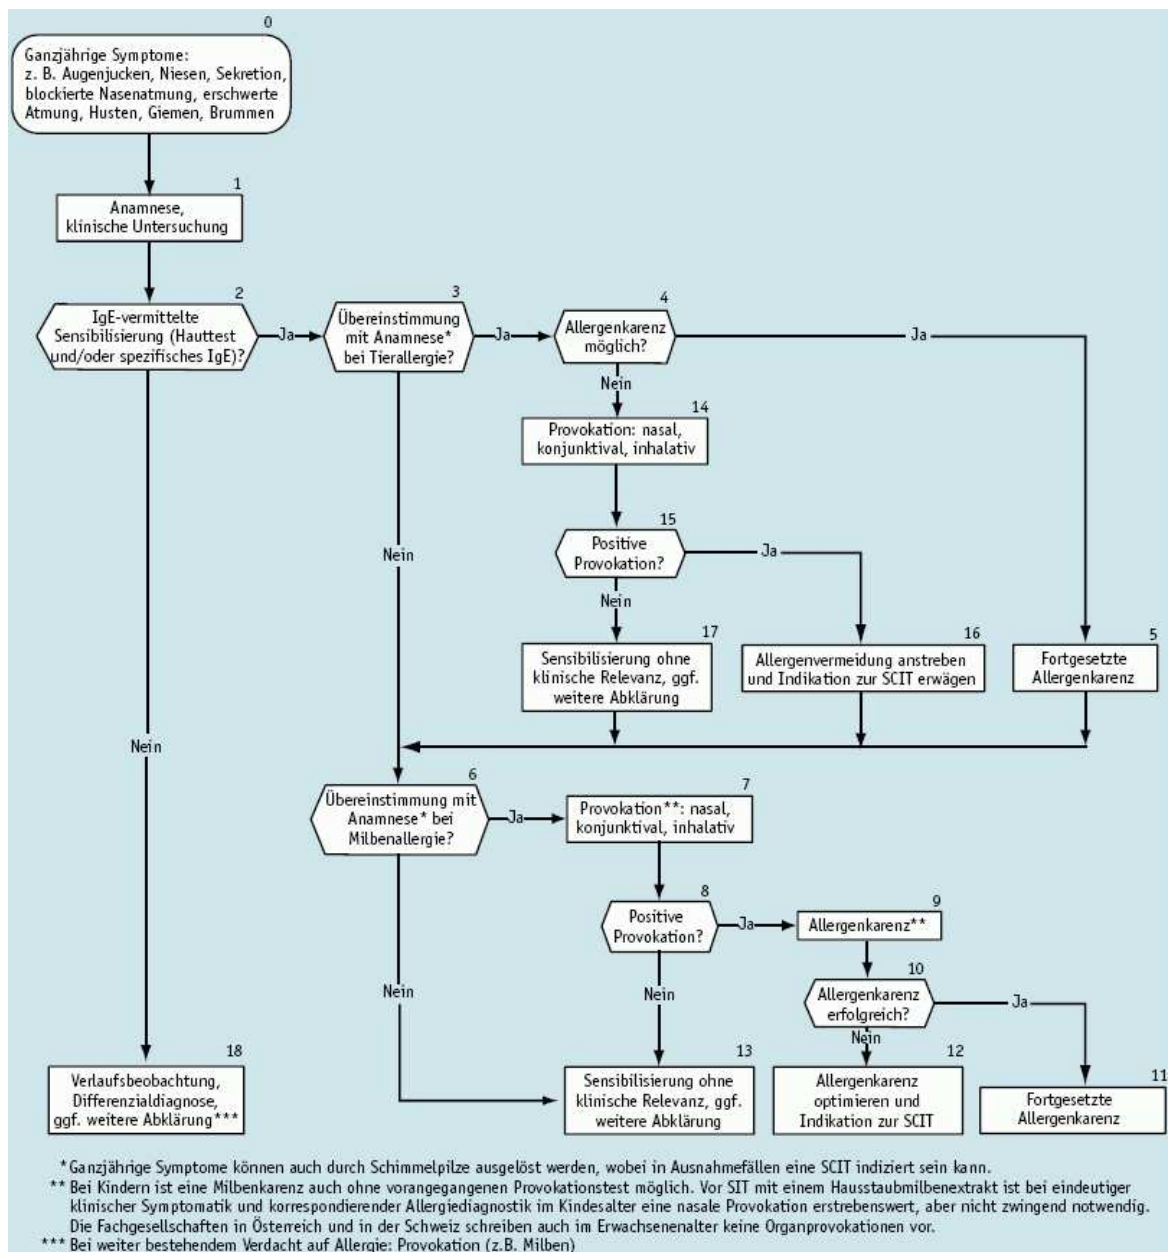 0
Ganzjährige Symptome:
z. B. Augenjucken, Niesen, Sekretion,
blockierte Nasenatmung, erschwerte
Atmung, Husten, Giemen, Brummen
1
Anamnese,
klinische Untersuchung
2
IgE-vermittelte
Sensibilisierung (Hauttest
und/oder spezifisches IgE)?
Ja
3
Übereinstimmung
mit Anamnese*
bei Tierallergie?
Ja
4
Allergenkarenz
möglich?
Ja
Nein
14
Provokation: nasal,
konjunktival, inhalativ
15
Positive
Provokation?
Ja
Nein
Nein
17
Sensibilisierung ohne
klinische Relevanz, ggf.
weitere Abklärung
16
Allergenvermeidung anstreben
und Indikation zur SCIT erwägen
5
Fortgesetzte
Allergenkarenz
Nein
6
Übereinstimmung mit
Anamnese* bei
Milbenallergie?
Ja
7
Provokation**: nasal,
konjunktival, inhalativ
8
Positive
Provokation?
Ja
9
Allergenkarenz**
10
Allergenkarenz
erfolgreich?
Ja
Nein
Nein
Nein
18
Verlaufsbeobachtung,
Differenzialdiagnose,
ggf. weitere Abklärung***
13
Sensibilisierung ohne
klinische Relevanz, ggf.
weitere Abklärung
12
Allergenkarenz
optimieren und
Indikation zur SCIT
11
Fortgesetzte
Allergenkarenz
* Ganzjährige Symptome können auch durch Schimmelpilze ausgelöst werden, wobei in Ausnahmefällen eine SCIT indiziert sein kann.
** Bei Kindern ist eine Milbenkarenz auch ohne vorangegangenen Provokationstest möglich. Vor SIT mit einem Hausstaubmilbenextrakt ist bei eindeutiger
klinischer Symptomatik und korrespondierender Allergiediagnostik im Kindesalter eine nasale Provokation erstrebenswert, aber nicht zwingend notwendig.
Die Fachgesellschaften in Österreich und in der Schweiz schreiben auch im Erwachsenenalter keine Organprovokationen vor.
*** Bei weiter bestehendem Verdacht auf Allergie: Provokation (z.B. Milben)